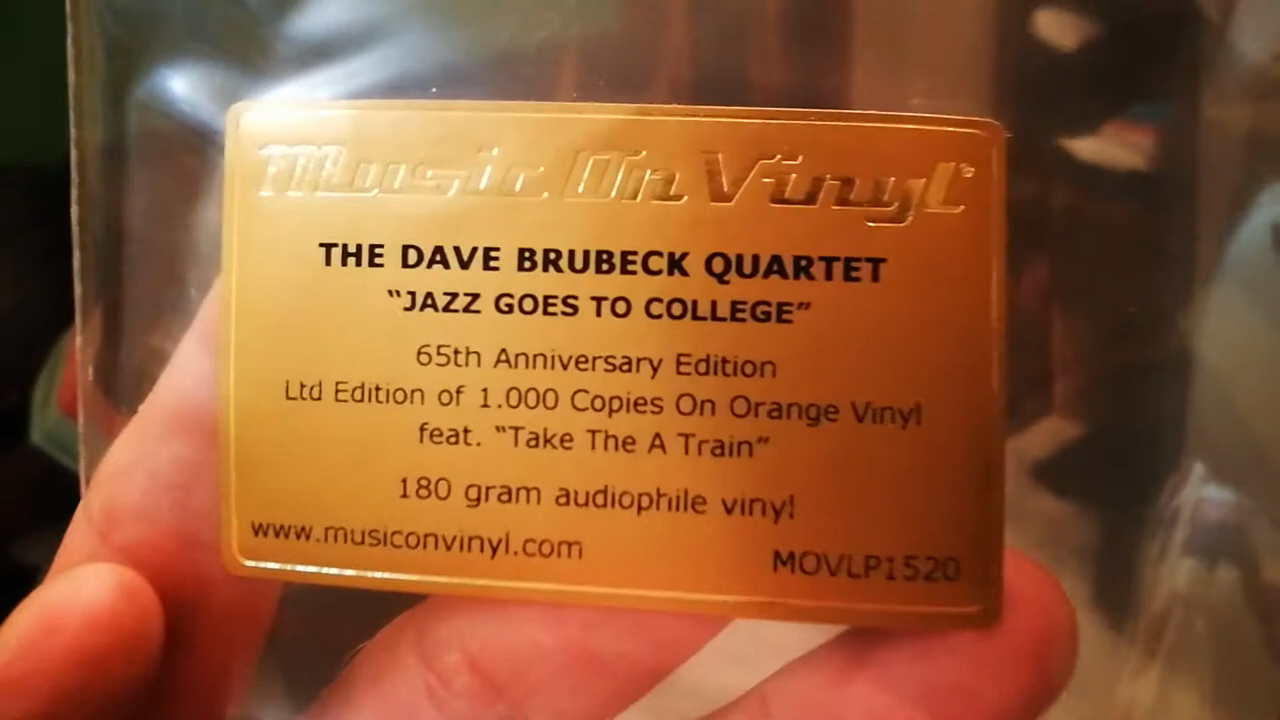 Music On Vinyl®
THE DAVE BRUBECK QUARTET
“JAZZ GOES TO COLLEGE”
65th Anniversary Edition
Ltd Edition of 1.000 Copies On Orange Vinyl
feat. “Take The A Train”
180 gram audiophile vinyl
www.musiconvinyl.com
MOVLP1520